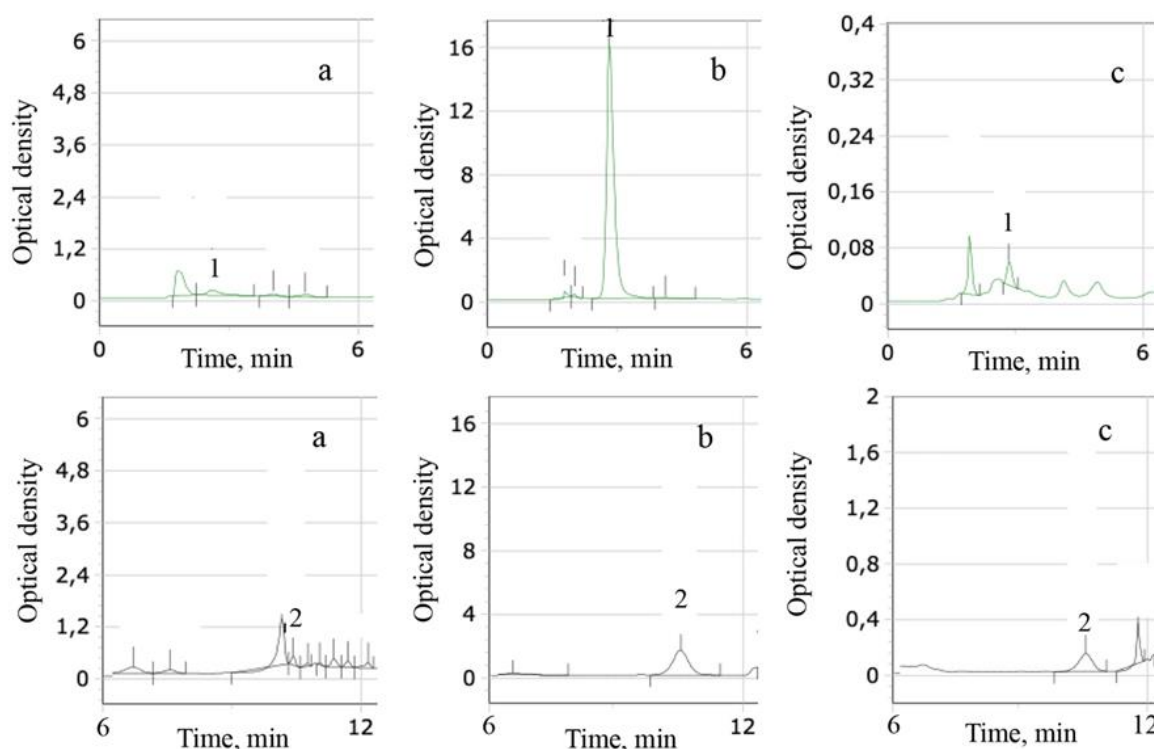 6
4,8
3,6
2,4
1,2
0
Optical density
a
1
0
Time, min
6
16
12
8
4
0
Optical density
b
1
0
Time, min
6
0,4
0,32
0,24
0,16
0,08
0
Optical density
c
1
0
Time, min
6
6
4,8
3,6
2,4
1,2
0
Optical density
a
2
6
Time, min
12
16
12
8
4
0
Optical density
b
2
6
Time, min
12
2
1,6
1,2
0,8
0,4
0
Optical density
c
2
6
Time, min
12